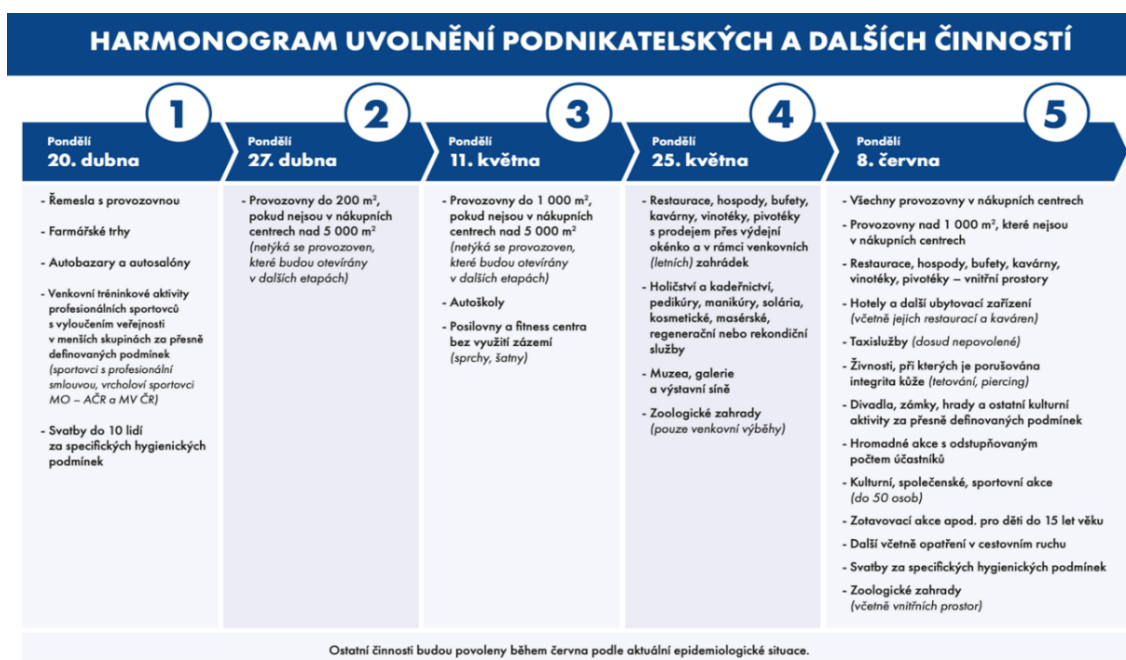 HARMONOGRAM UVOLNĚNÍ PODNIKATELSKÝCH A DALŠÍCH ČINNOSTÍ
1
Pondělí
20. dubna
- Řemesla s provozovnou
- Farmářské trhy
- Autobazary a autosalóny
- Venkovní tréninkové aktivity
profesionálních sportovců
s vyloučením veřejnosti
v menších skupinách za přesně
definovaných podmínek
(sportovci s profesionální
smlouvou, vrcholoví sportovci
MO – AČR a MV ČR)
- Svatby do 10 lidí
za specifických hygienických
podmínek
2
Pondělí
27. dubna
- Provozovny do 200 m²,
pokud nejsou v nákupních
centrech nad 5 000 m²
(netýká se provozoven,
které budou otevírány
v dalších etapách)
3
Pondělí
11. května
- Provozovny do 1 000 m²,
pokud nejsou v nákupních
centrech nad 5 000 m²
(netýká se provozoven,
které budou otevírány
v dalších etapách)
- Autoškoly
- Posilovny a fitness centra
bez využití zázemí
(sprchy, šatny)
4
Pondělí
25. května
- Restaurace, hospody, bufety,
kavárny, vinotéky, pivotéky
s prodejem přes výdejní
okénko a v rámci venkovních
(letních) zahrádek
- Holičství a kadeřnictví,
pedikúry, manikúry, solária,
kosmetické, masérské,
regenerační nebo rekondiční
služby
- Muzea, galerie
a výstavní síně
- Zoologické zahrady
(pouze venkovní výběhy)
5
Pondělí
8. června
- Všechny provozovny v nákupních centrech
- Provozovny nad 1 000 m², které nejsou
v nákupních centrech
- Restaurace, hospody, bufety, kavárny,
vinotéky, pivotéky – vnitřní prostory
- Hotely a další ubytovací zařízení
(včetně jejich restaurací a kaváren)
- Taxislužby (dosud nepovolené)
- Živnosti, při kterých je porušována
integrita kůže (tetování, piercing)
- Divadla, zámky, hrady a ostatní kulturní
aktivity za přesně definovaných podmínek
- Hromadné akce s odstupňovaným
počtem účastníků
- Kulturní, společenské, sportovní akce
(do 50 osob)
- Zotavovací akce apod. pro děti do 15 let věku
- Další včetně opatření v cestovním ruchu
- Svatby za specifických hygienických podmínek
- Zoologické zahrady
(včetně vnitřních prostor)
Ostatní činnosti budou povoleny během června podle aktuální epidemiologické situace.